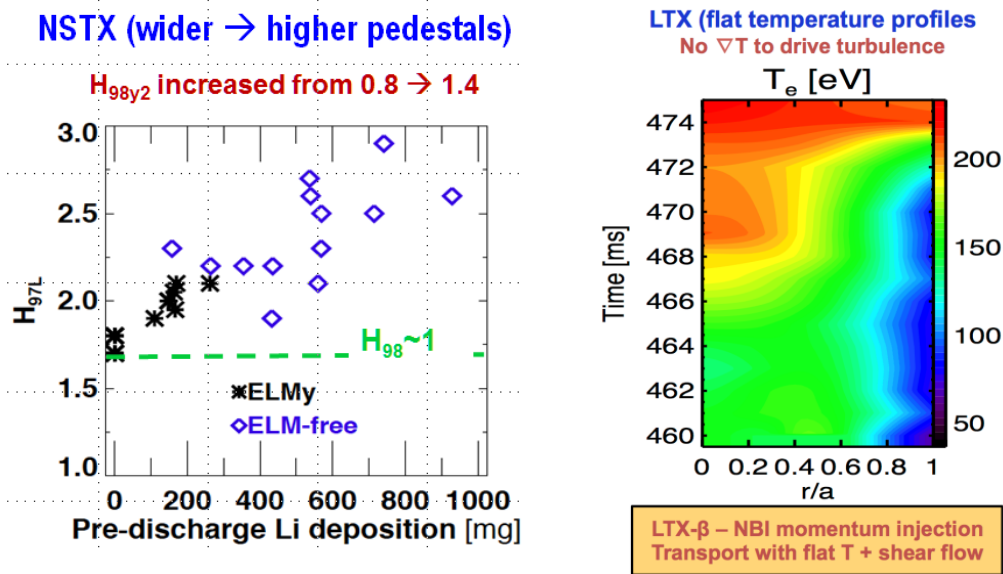 NSTX (wider → higher pedestals)
H98y2 increased from 0.8 → 1.4
3.0
2.5
2.0
1.5
1.0
H97L
H98~1
ELMy
ELM-free
0 200 400 600 800 1000
Pre-discharge Li deposition [mg]
LTX (flat temperature profiles
No ∇T to drive turbulence
Te [eV]
474
472
470
468
466
464
462
460
Time [ms]
200
150
100
50
0 0.2 0.4 0.6 0.8 1
r/a
LTX-β – NBI momentum injection
Transport with flat T + shear flow